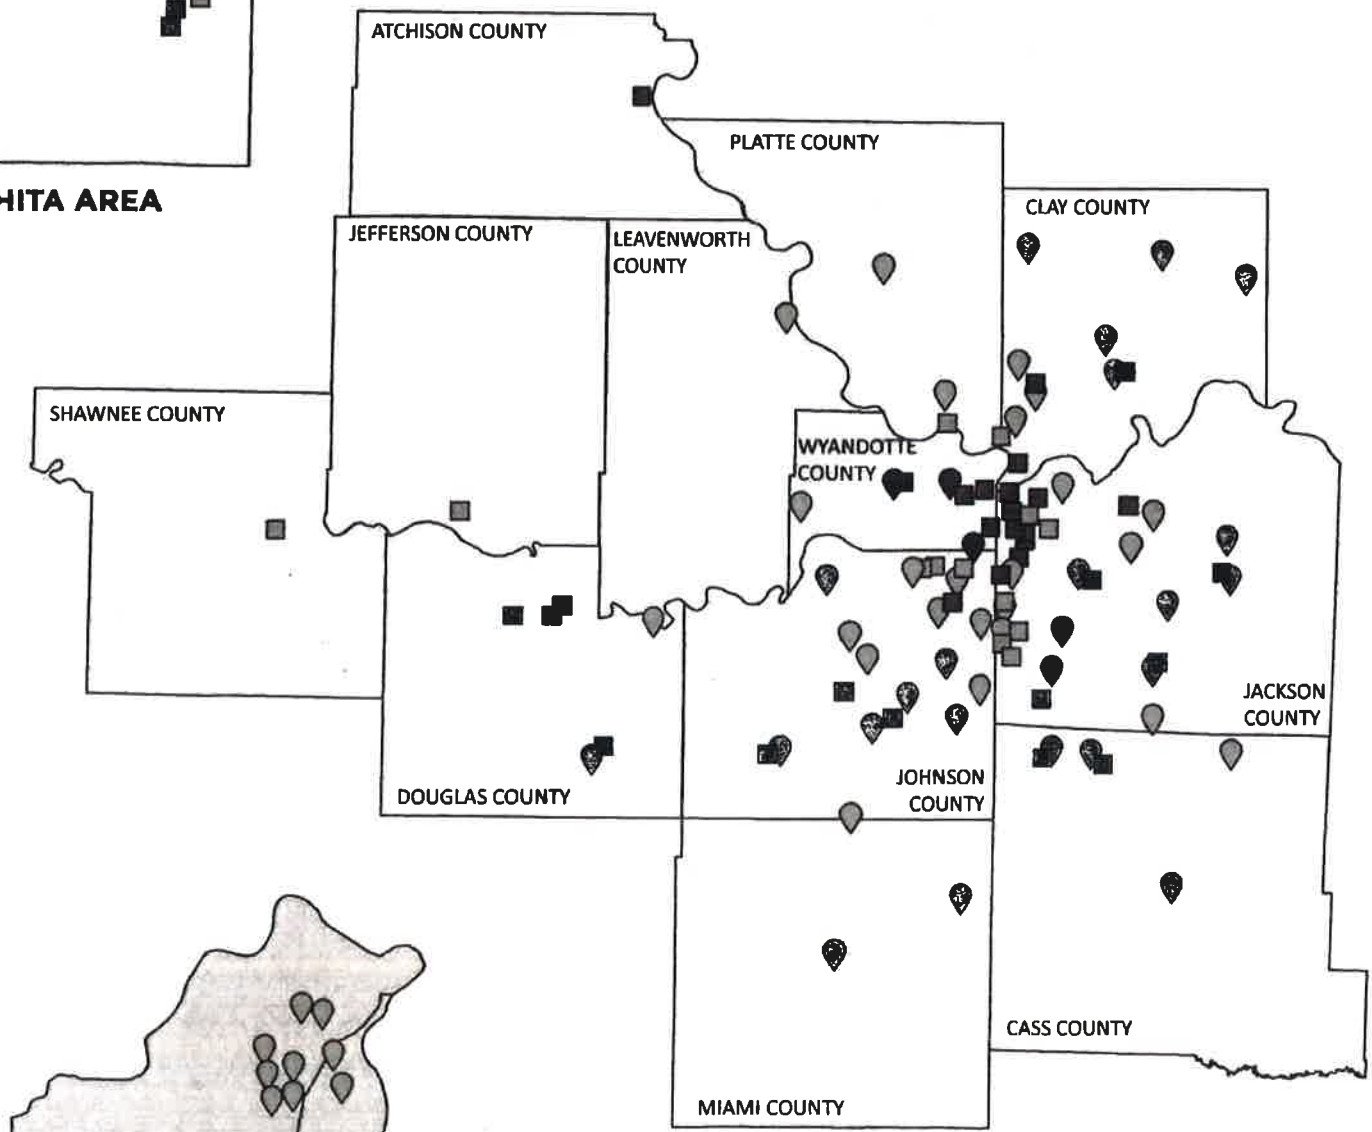 ATCHISON COUNTY
PLATTE COUNTY
HITA AREA
CLAY COUNTY
JEFFERSON COUNTY
LEAVENWORTH
COUNTY
SHAWNEE COUNTY
WYANDOTTE
COUNTY
JACKSON
COUNTY
JOHNSON
COUNTY
DOUGLAS COUNTY
CASS COUNTY
MIAMI COUNTY